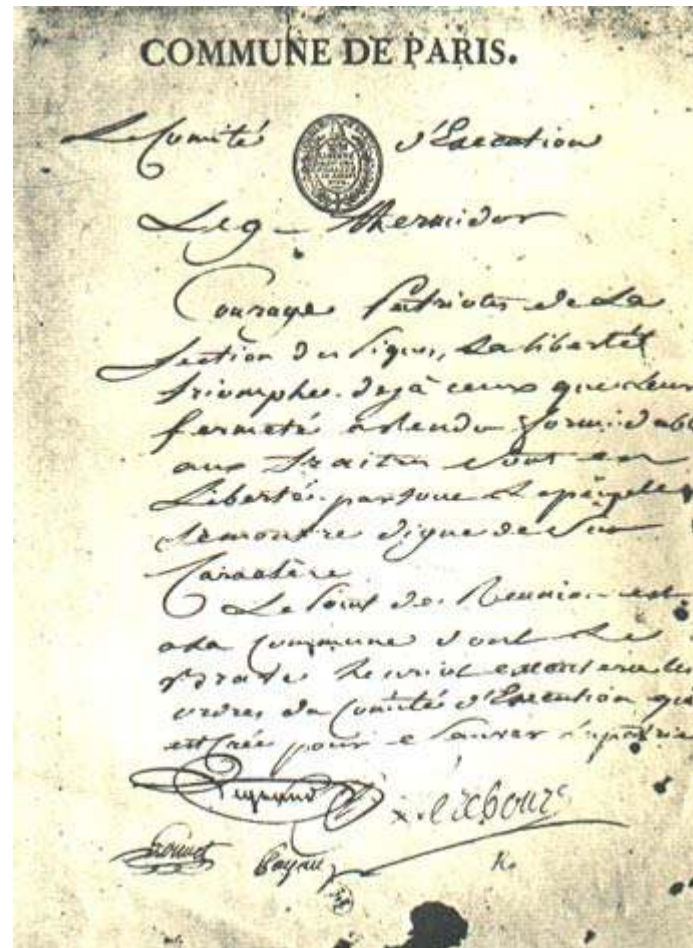 COMMUNE DE PARIS.
Le Comité d'Execution
Le 9 - thermidor
Courage Patriotes de La
Section des Piques, La liberté
triomphe. deja ceux que Leur
fermeté a rendu formidab
aux traitres sont en
Liberté. partout Le peuple
se montre digne de Son
Caractère
Le Point de Reunion est
a La Commune dont Le
Brave henriot executera les
ordres du Comité d'Execution qui
est Créé pour Sauver la patrie
Legrand Lerebours
Louvet Payan R.